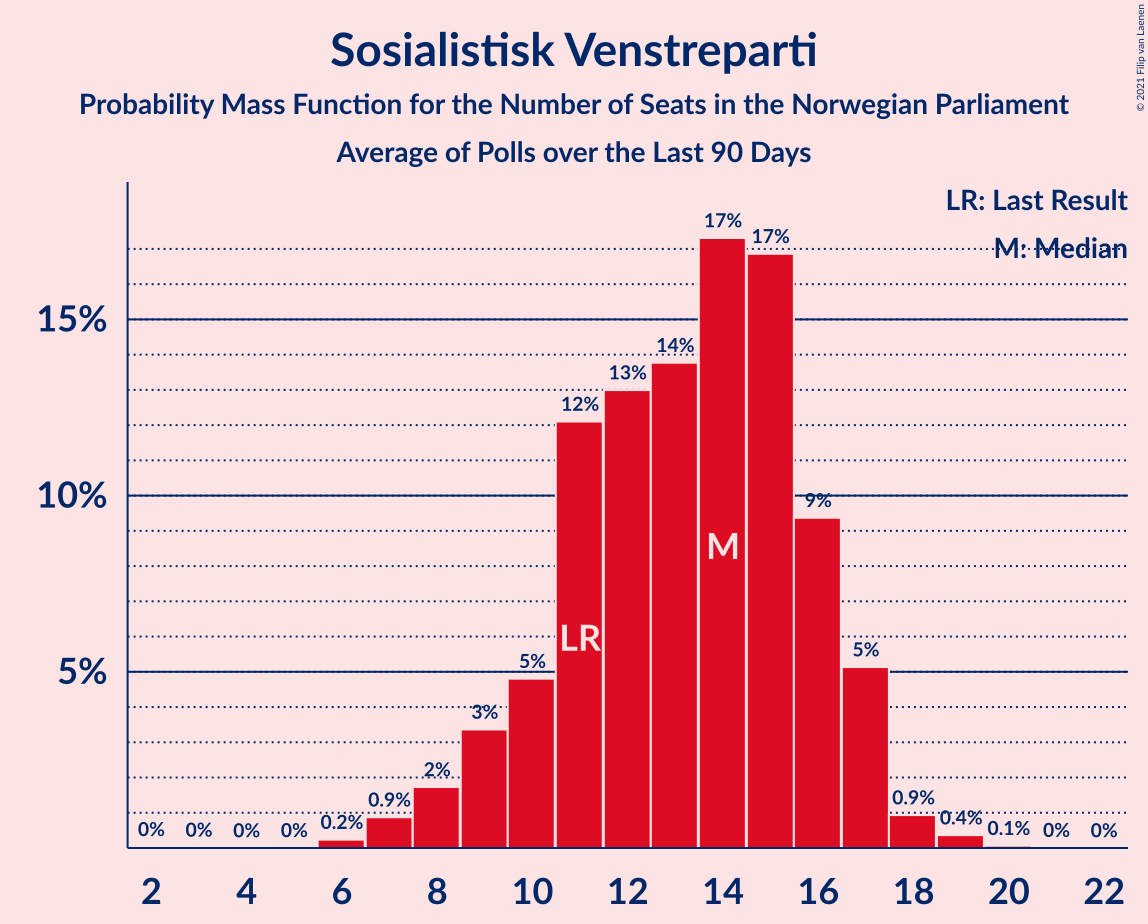 Sosialistisk Venstreparti
Probability Mass Function for the Number of Seats in the Norwegian Parliament
Average of Polls over the Last 90 Days
© 2021 Filip van Laenen
LR: Last Result
M: Median
15%
10%
5%
0%
0%
0%
0%
0.2%
0.9%
2%
3%
5%
12%
13%
14%
17%
17%
9%
5%
0.9%
0.4%
0.1%
0%
0%
LR
M
2 4 6 8 10 12 14 16 18 20 22